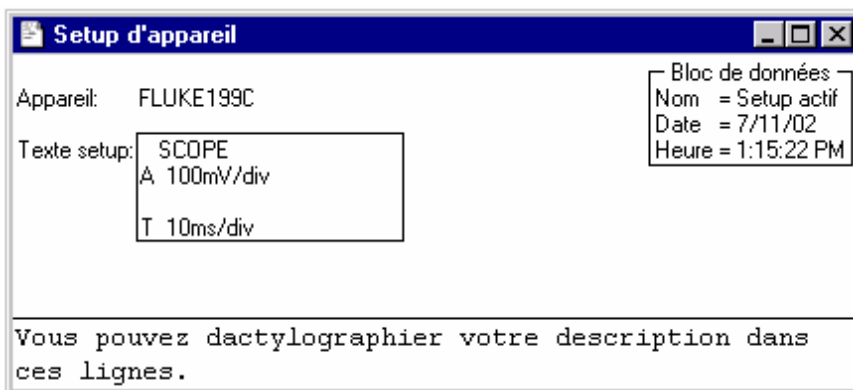 Setup d'appareil
Appareil: FLUKE199C
Texte setup: SCOPE
A 100mV/div
T 10ms/div
Bloc de données
Nom = Setup actif
Date = 7/11/02
Heure = 1:15:22 PM
Vous pouvez dactylographier votre description dans
ces lignes.